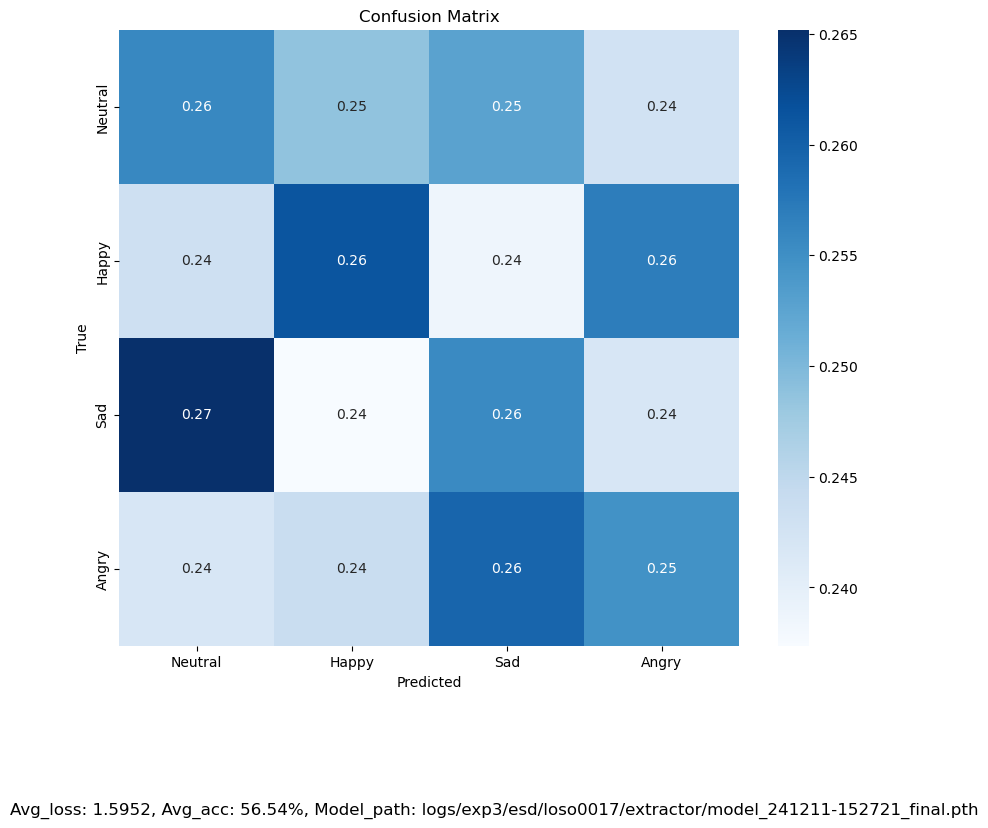 Confusion Matrix
Neutral 0.26 0.25 0.25 0.24
Happy 0.24 0.26 0.24 0.26
Sad 0.27 0.24 0.26 0.24
Angry 0.24 0.24 0.26 0.25
True
Neutral Happy Sad Angry
Predicted
0.265
0.260
0.255
0.250
0.245
0.240
Avg_loss: 1.5952, Avg_acc: 56.54%, Model_path: logs/exp3/esd/loso0017/extractor/model_241211-152721_final.pth